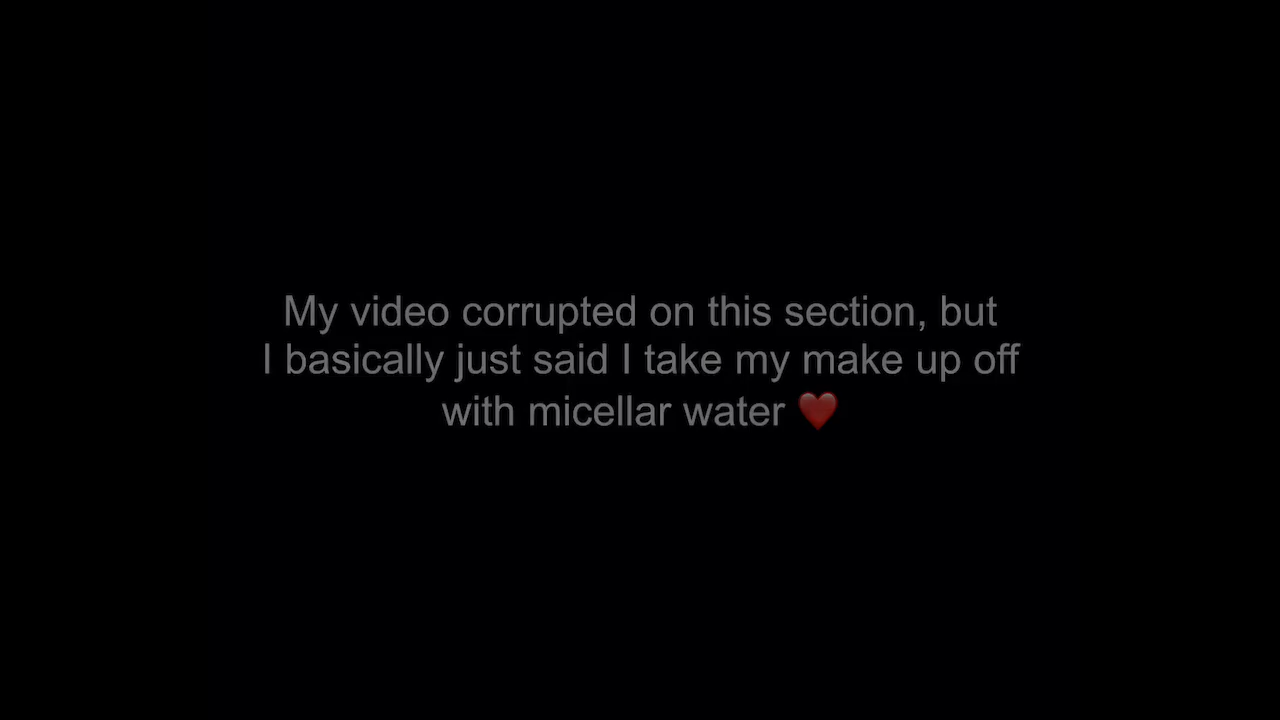 My video corrupted on this section, but
I basically just said I take my make up off
with micellar water ❤️